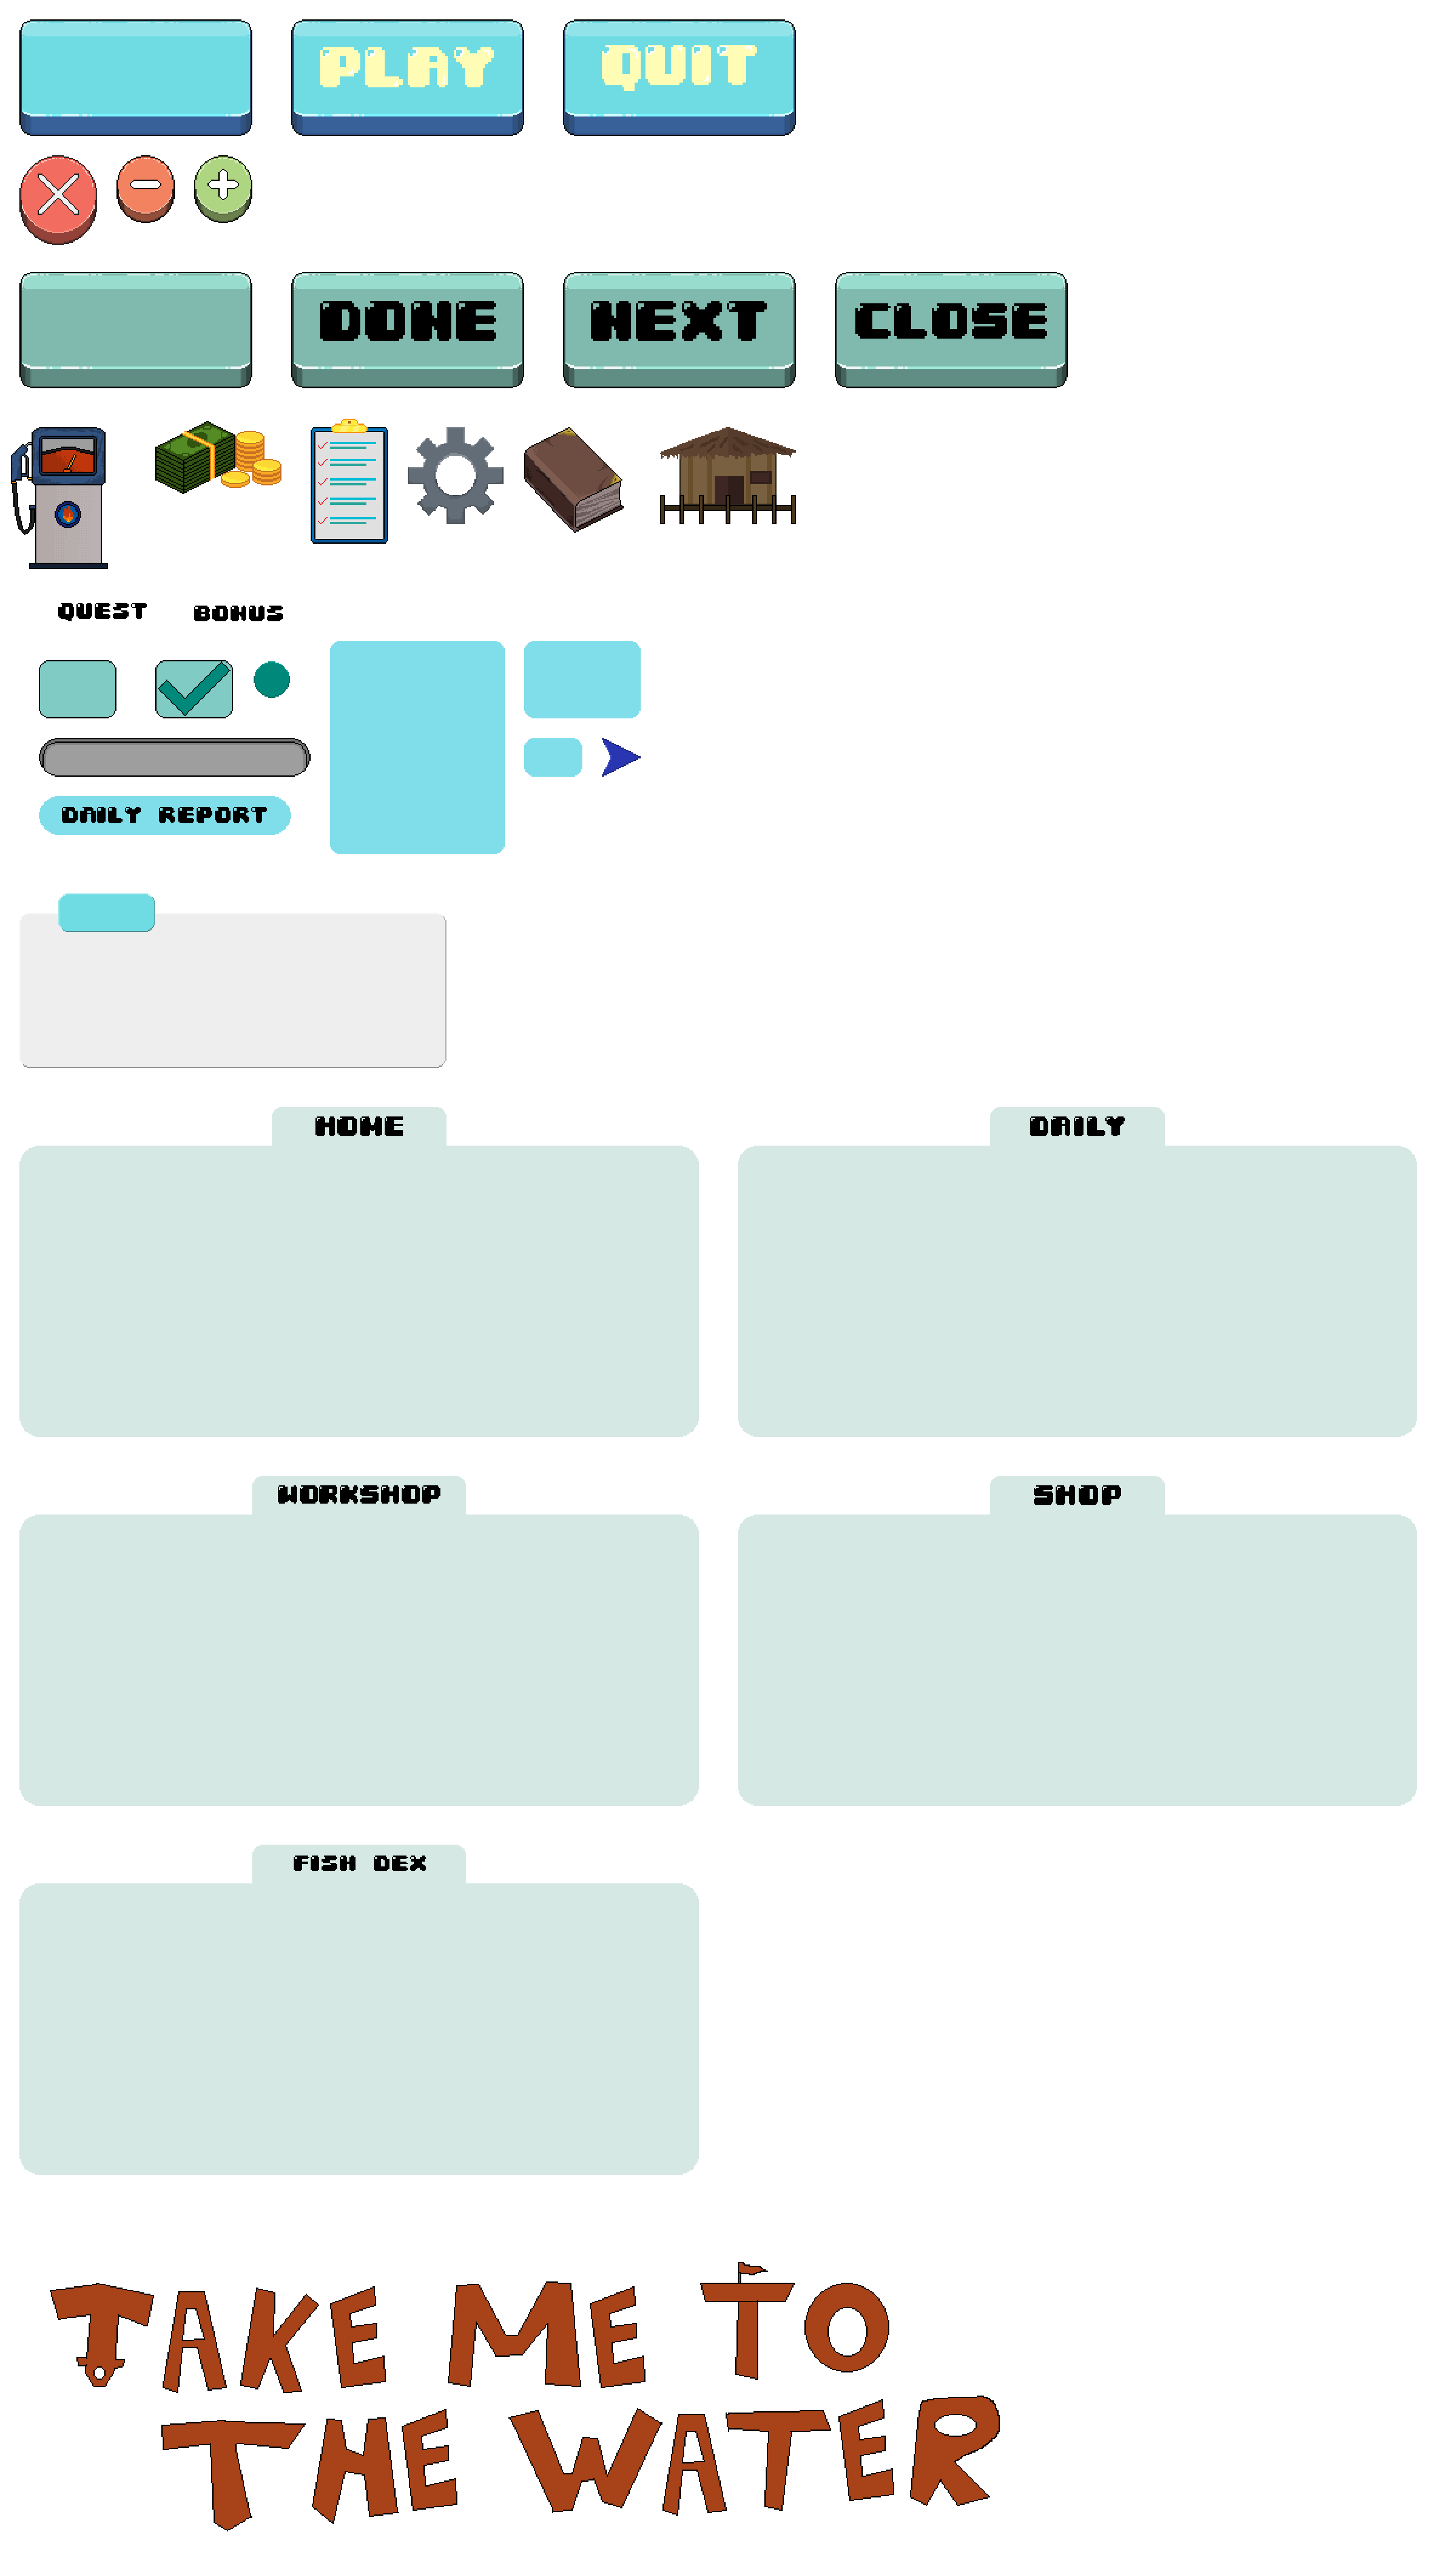 PLAY
QUIT
DONE
NEXT
CLOSE
QUEST
BONUS
DAILY REPORT
HOME
DAILY
WORKSHOP
SHOP
FISH DEX
TAKE ME TO
THE WATER